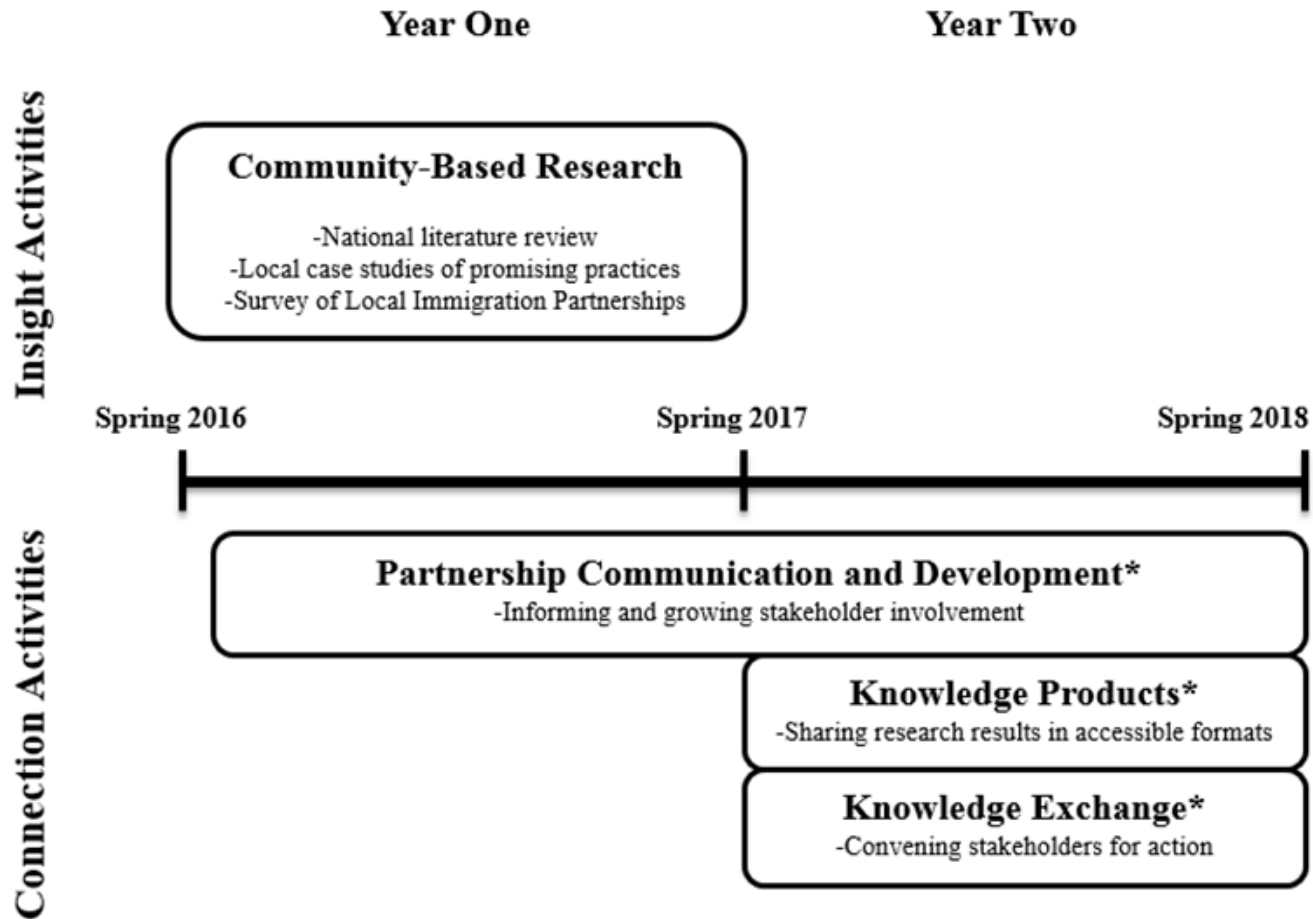 Year One
Year Two
Insight Activities
Community-Based Research
-National literature review
-Local case studies of promising practices
-Survey of Local Immigration Partnerships
Spring 2016
Spring 2017
Spring 2018
Connection Activities
Partnership Communication and Development*
-Informing and growing stakeholder involvement
Knowledge Products*
-Sharing research results in accessible formats
Knowledge Exchange*
-Convening stakeholders for action